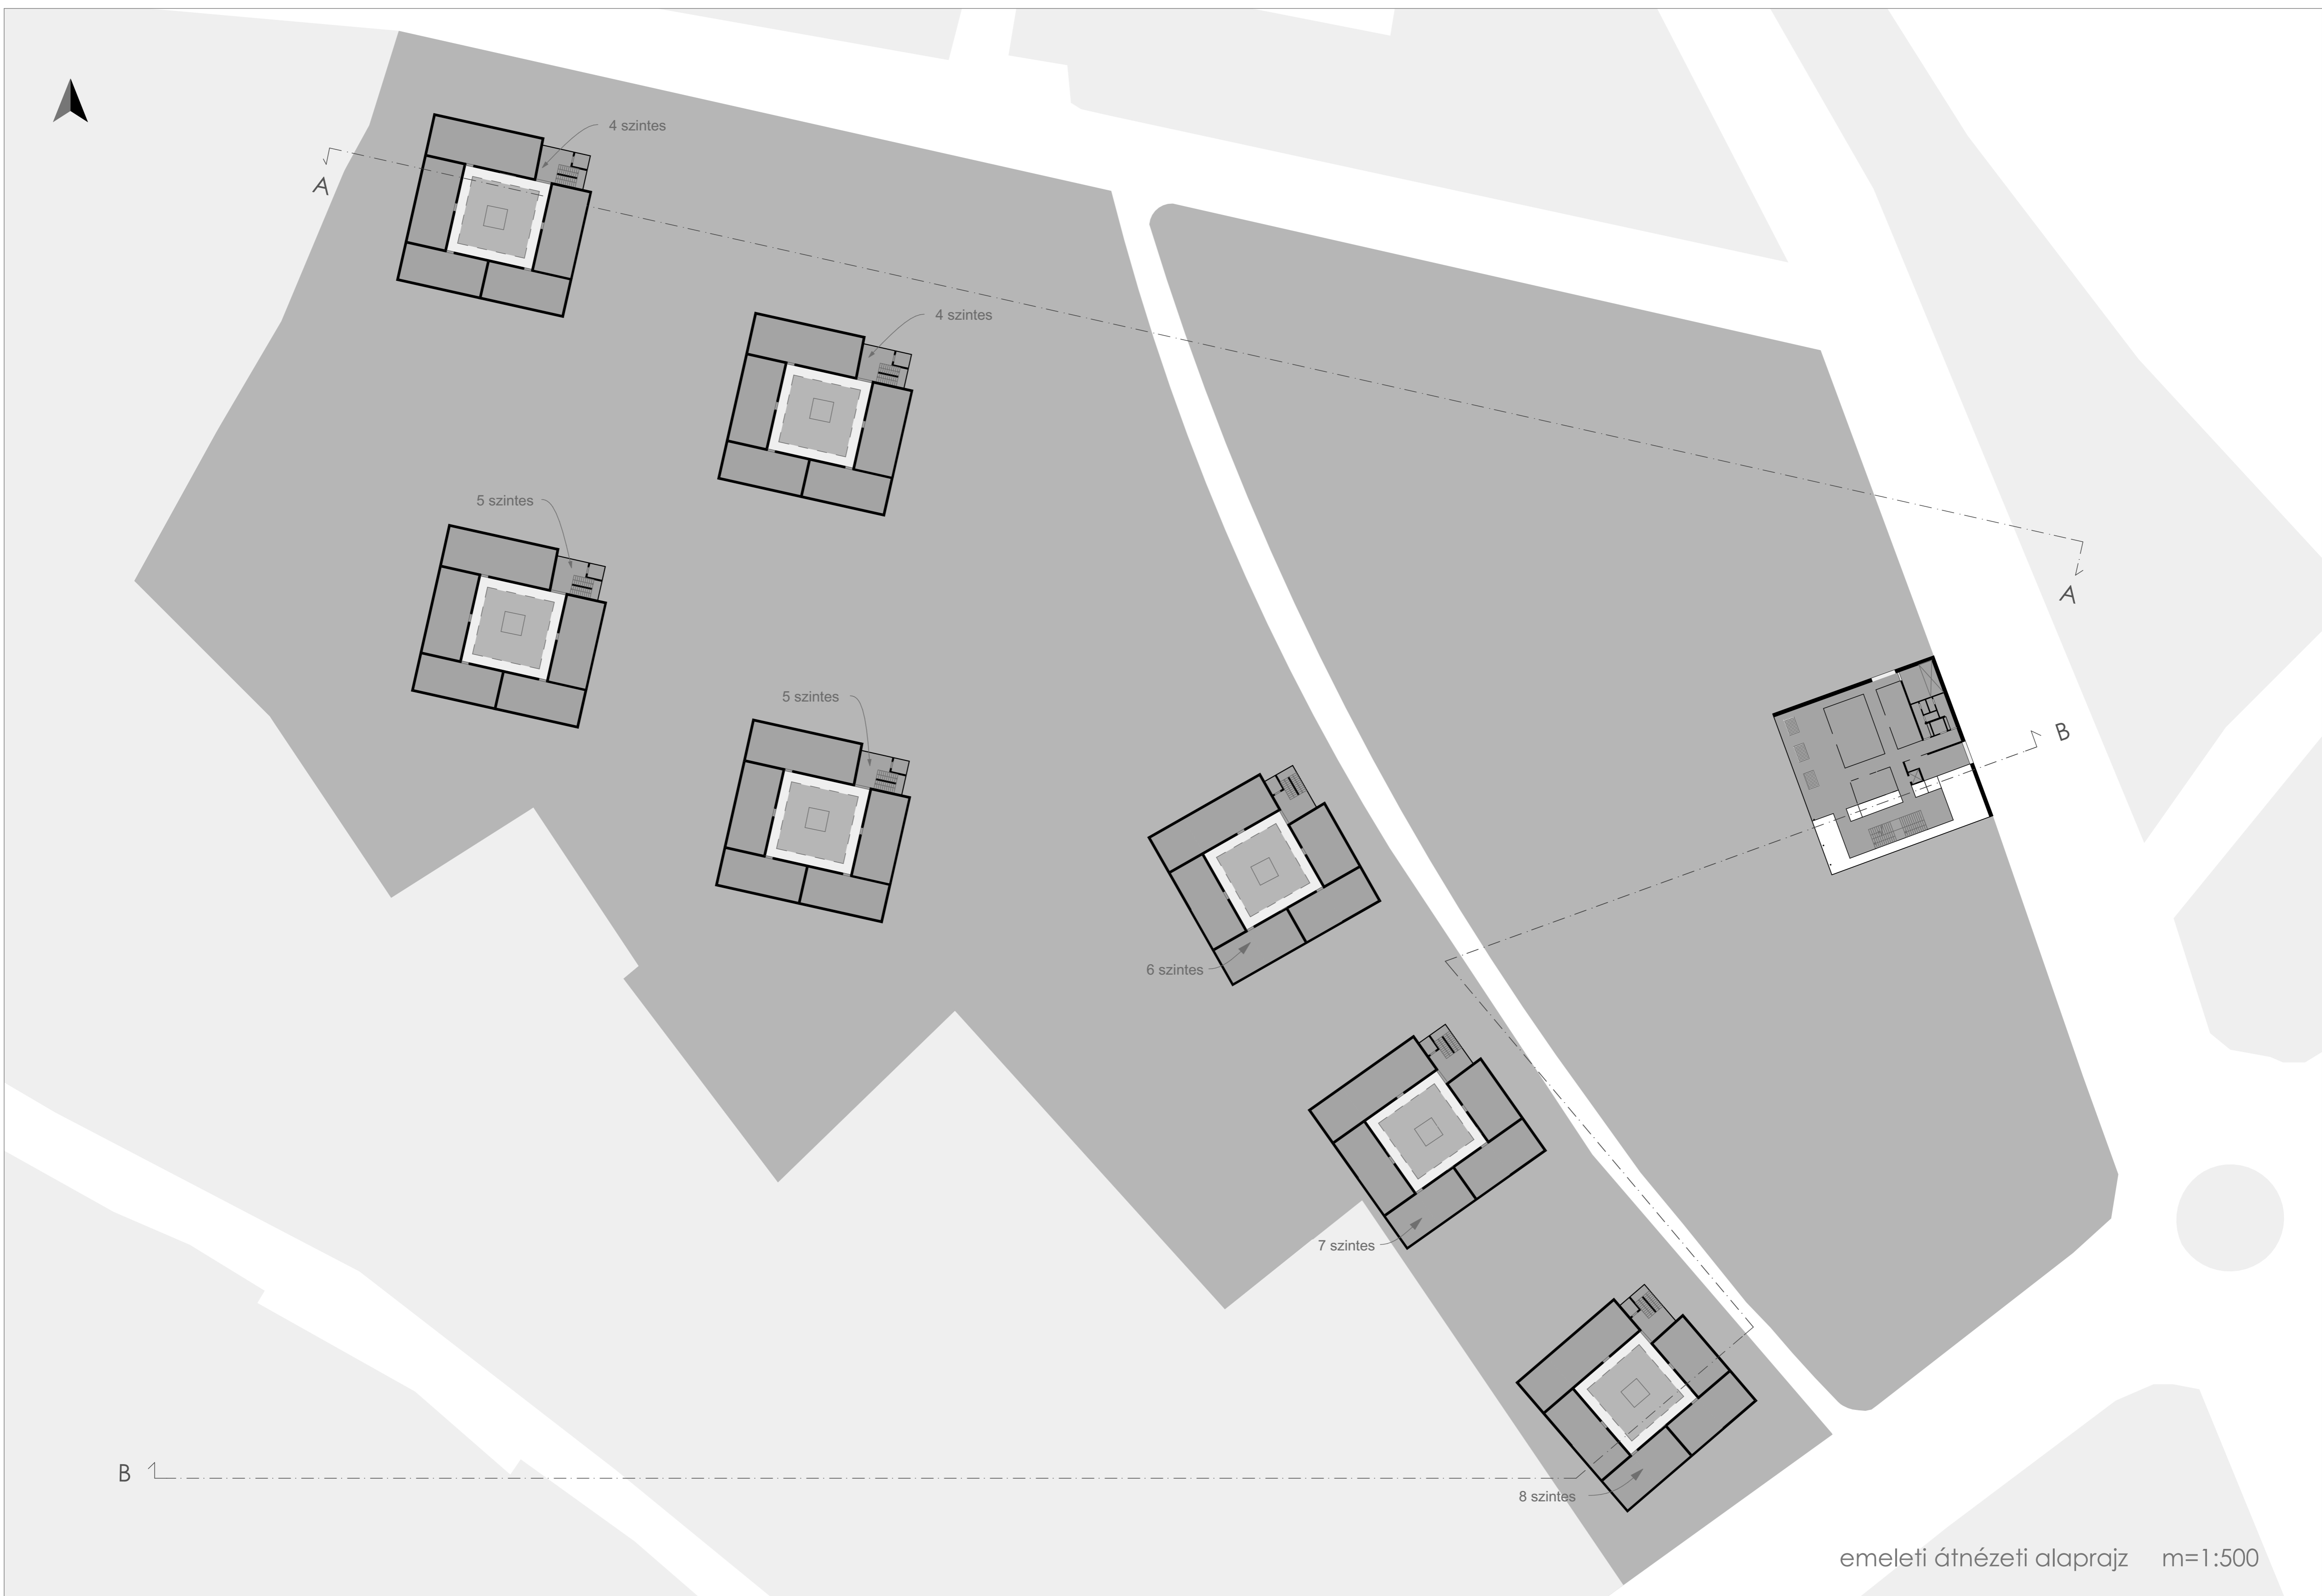 4 szintes
A
4 szintes
5 szintes
A
5 szintes
B
6 szintes
7 szintes
B
8 szintes
emeleti átnézeti alaprajz m=1:500